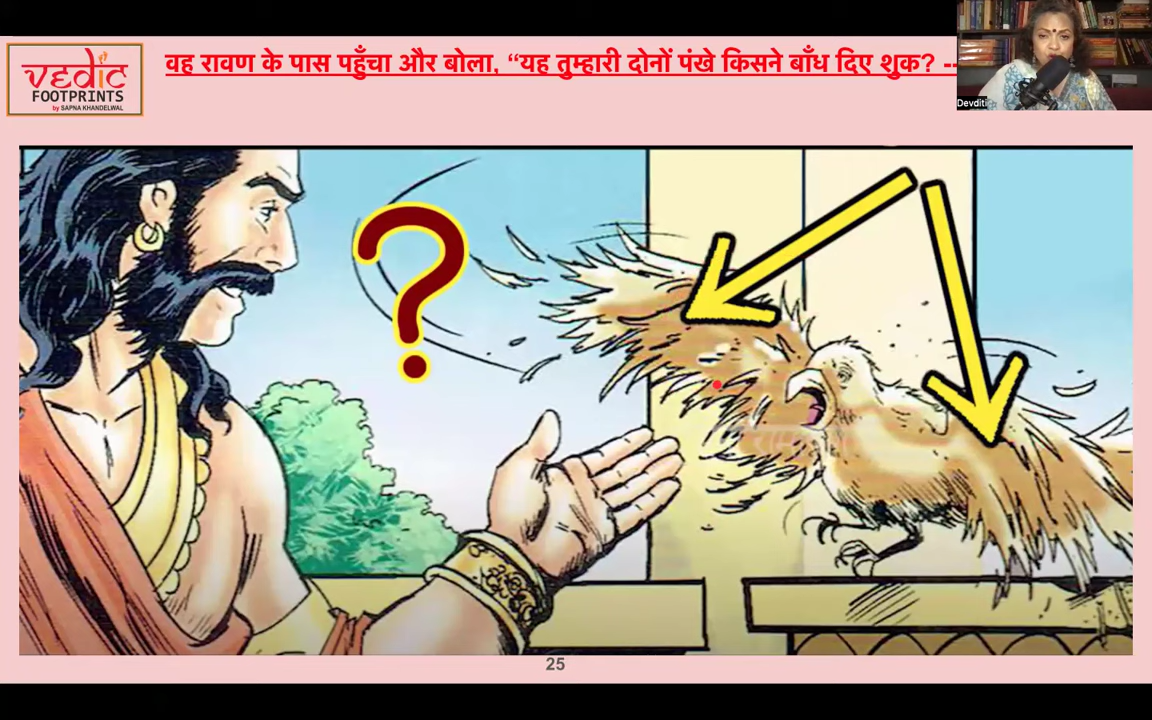 वह रावण के पास पहुँचा और बोला, “यह तुम्हारी दोनों पंखे किसने बाँध दिए शुक? --
vedic
FOOTPRINTS
by SAPNA KHANDELWAL
?
25